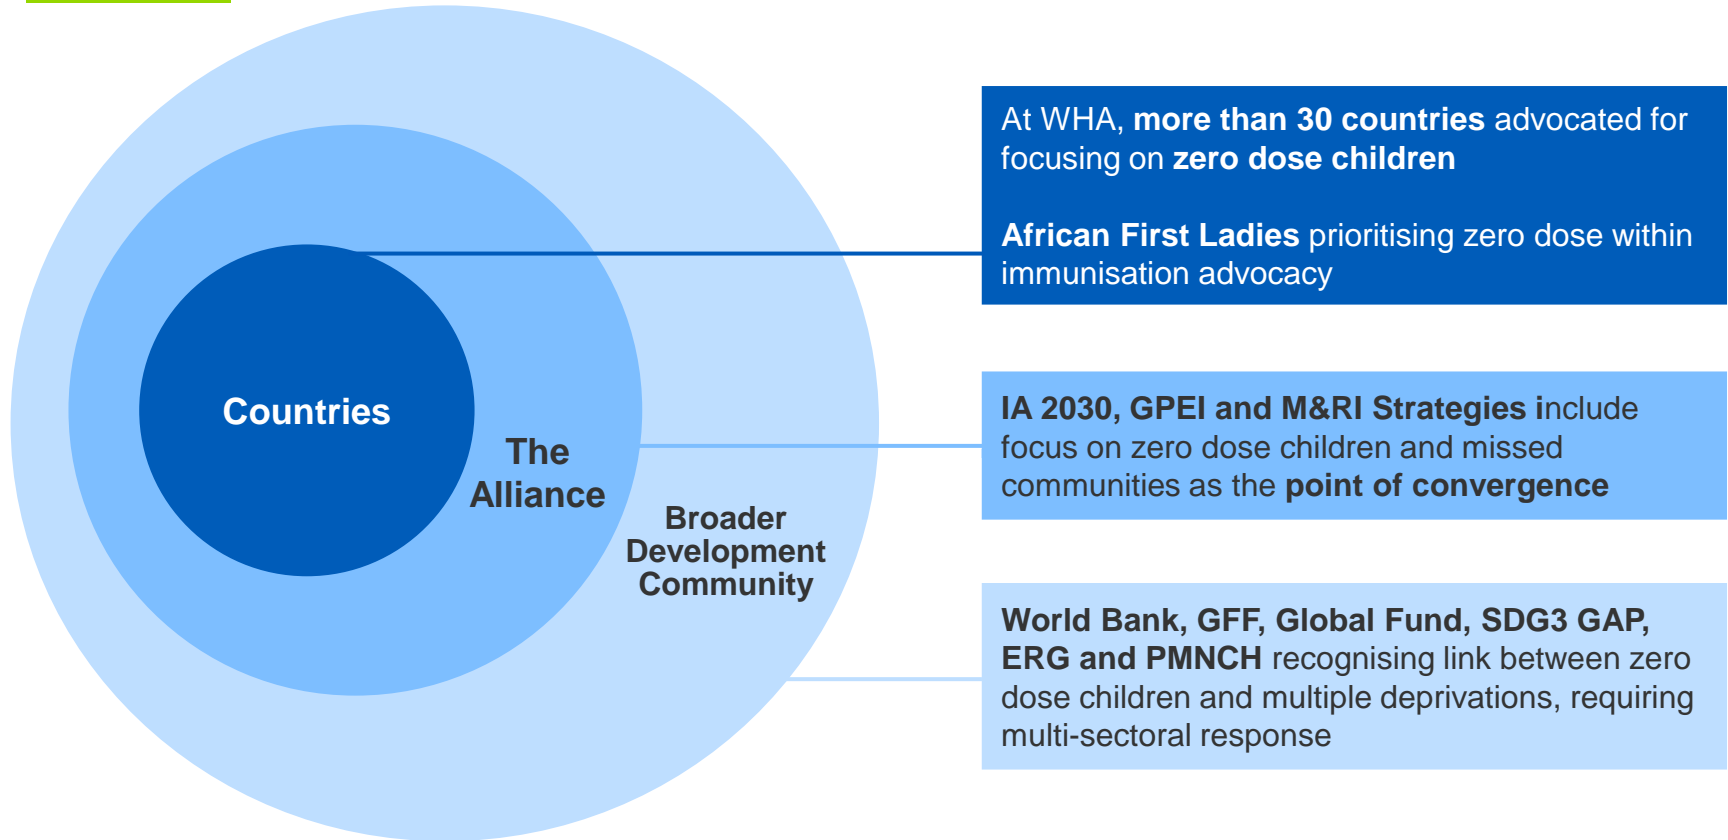 Countries
The
Alliance
Broader
Development
Community
At WHA, more than 30 countries advocated for
focusing on zero dose children
African First Ladies prioritising zero dose within
immunisation advocacy
IA 2030, GPEI and M&RI Strategies include
focus on zero dose children and missed
communities as the point of convergence
World Bank, GFF, Global Fund, SDG3 GAP,
ERG and PMNCH recognising link between zero
dose children and multiple deprivations, requiring
multi-sectoral response